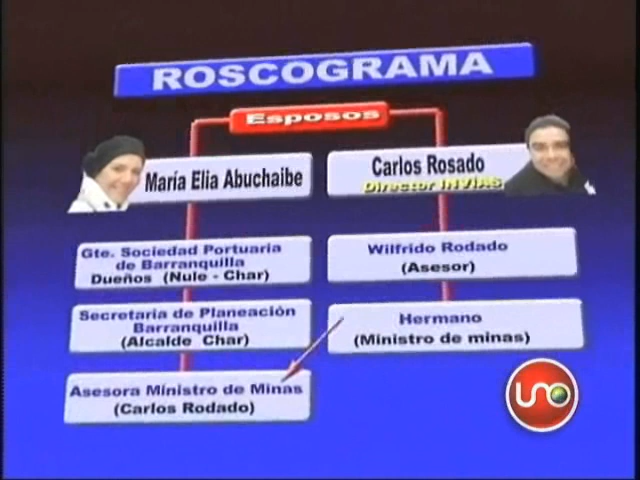 ROSCOGRAMA
Esposos
María Elia Abuchaibe
Carlos Rosado
Director INVIAS
Gte. Sociedad Portuaria
de Barranquilla
Dueños (Nule - Char)
Wilfrido Rodado
(Asesor)
Secretaria de Planeación
Barranquilla
(Alcalde Char)
Hermano
(Ministro de minas)
Asesora Ministro de Minas
(Carlos Rodado)
UNO